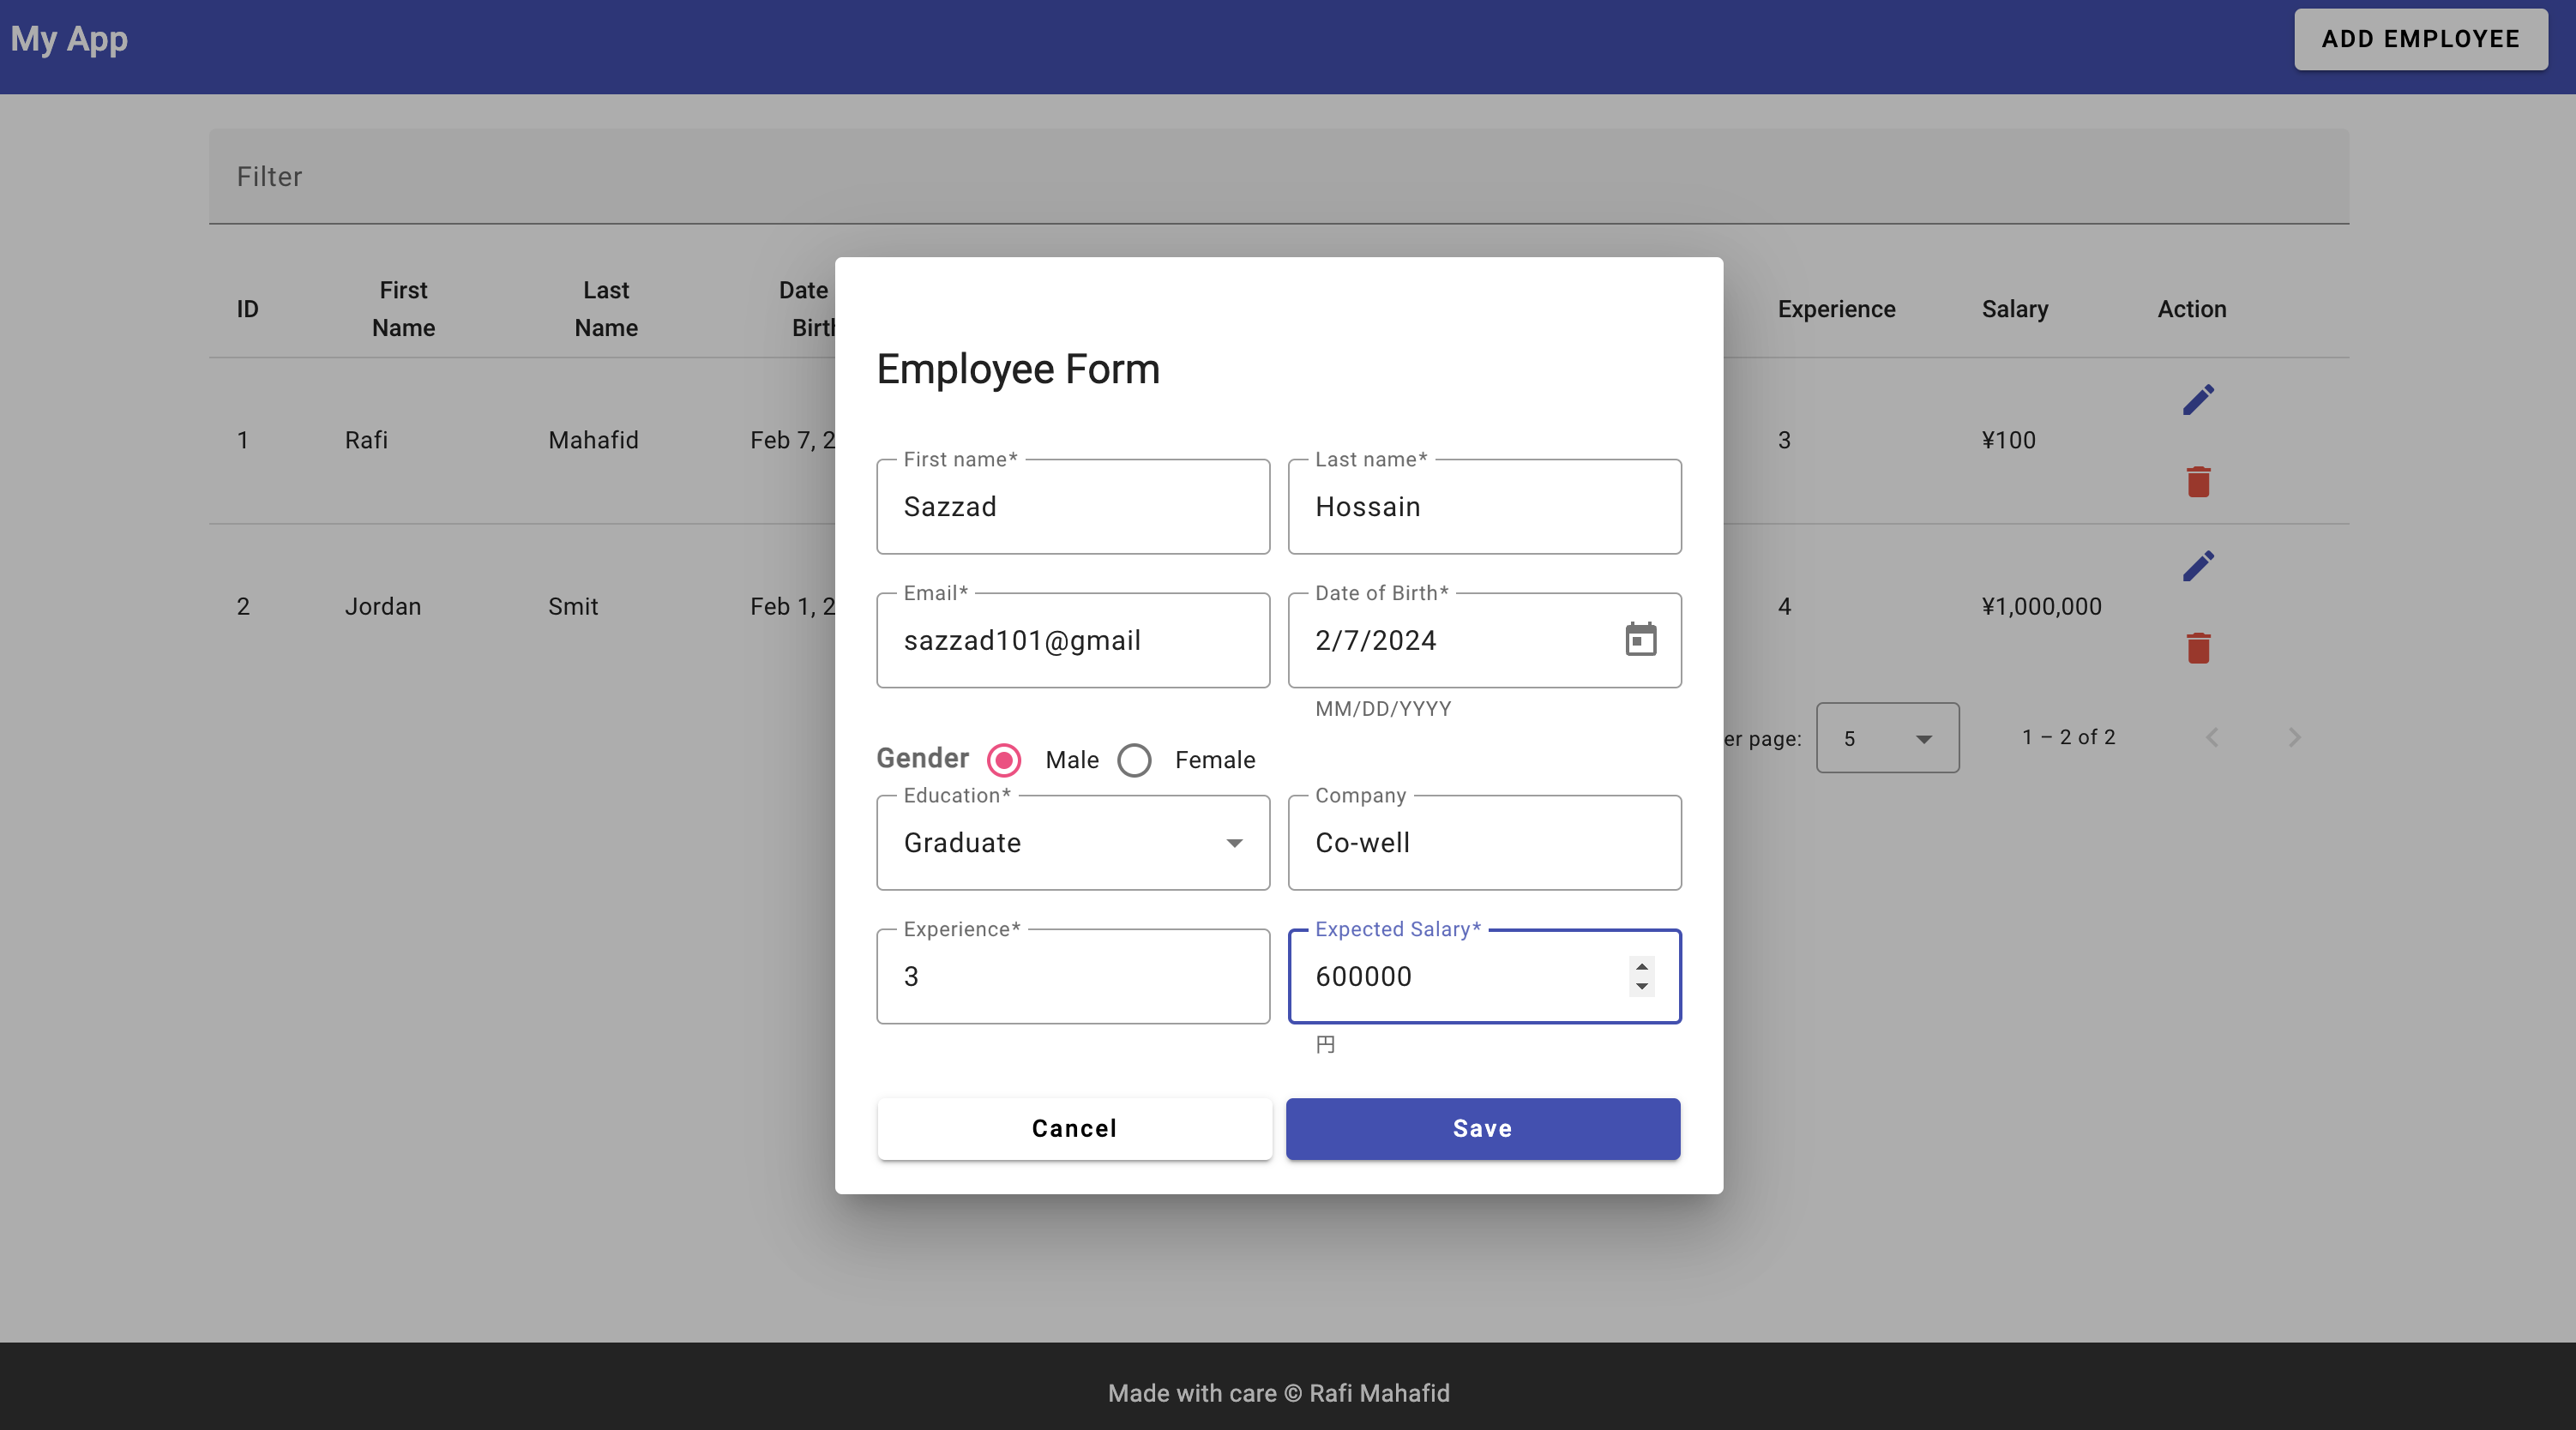 My App
ADD EMPLOYEE
Filter
ID
First
Name
Last
Name
Date
Experience
Salary
Action
1
Rafi
Mahafid
Feb 7, 2
3
¥100
2
Jordan
Smit
Feb 1, 2
4
¥1,000,000
er page:
5
1 – 2 of 2
Employee Form
First name*
Sazzad
Last name*
Hossain
Email*
sazzad101@gmail
Date of Birth*
2/7/2024
MM/DD/YYYY
Gender
Male
Female
Education*
Graduate
Company
Co-well
Experience*
3
Expected Salary*
600000
円
Cancel
Save
Made with care © Rafi Mahafid